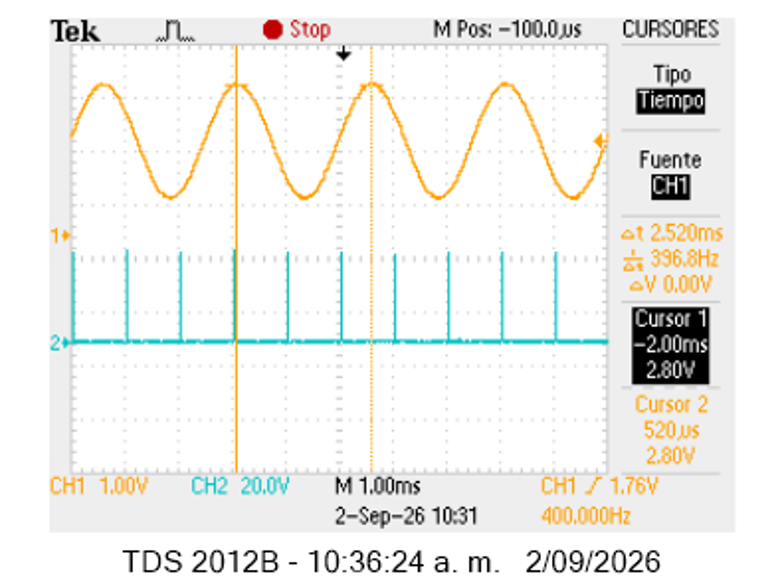 Tek Stop M Pos: -100.0µs CURSORES
Tipo
Tiempo
Fuente
CH1
1
Δt 2.520ms
1/Δt 396.8Hz
ΔV 0.00V
2
Cursor 1
-2.00ms
2.80V
Cursor 2
520µs
2.80V
CH1 1.00V CH2 20.0V M 1.00ms CH1 / 1.76V
2-Sep-26 10:31 400.000Hz
TDS 2012B - 10:36:24 a. m. 2/09/2026